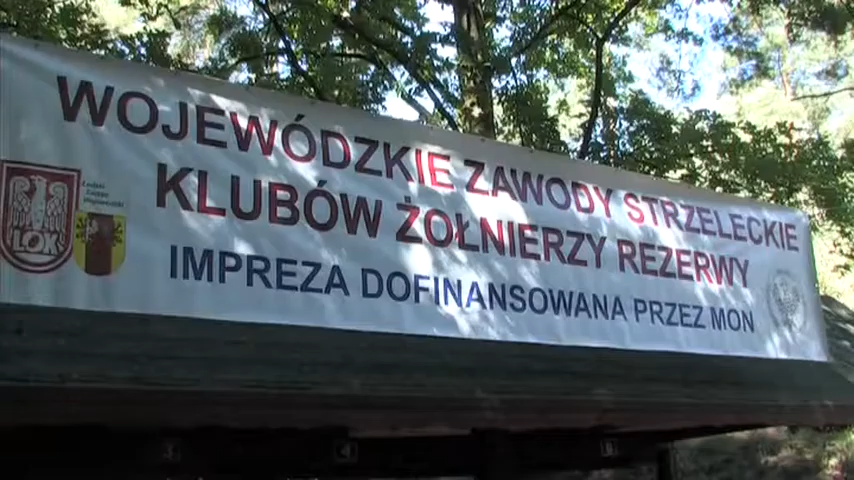 WOJEWÓDZKIE ZAWODY STRZELECKIE
KLUBÓW ŻOŁNIERZY REZERWY
IMPREZA DOFINANSOWANA PRZEZ MON
LOK